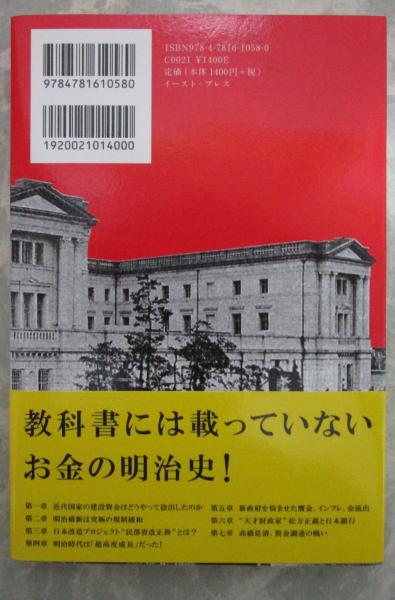 ISBN978-4-7816-1058-0
C0021 ¥1400E
定価(本体1400円+税)
イースト・プレス
9784781610580
1920021014000
教科書には載っていない
お金の明治史!
第一章 近代国家の建設資金はどうやって捻出したのか
第二章 明治維新は究極の規制緩和
第三章 日本改造プロジェクト“民部省改正掛”とは?
第四章 明治時代は「超高度成長」だった!
第五章 新政府を悩ませた贋金、インフレ、金流出
第六章 “天才財政家”松方正義と日本銀行
第七章 高橋是清、資金調達の戦い